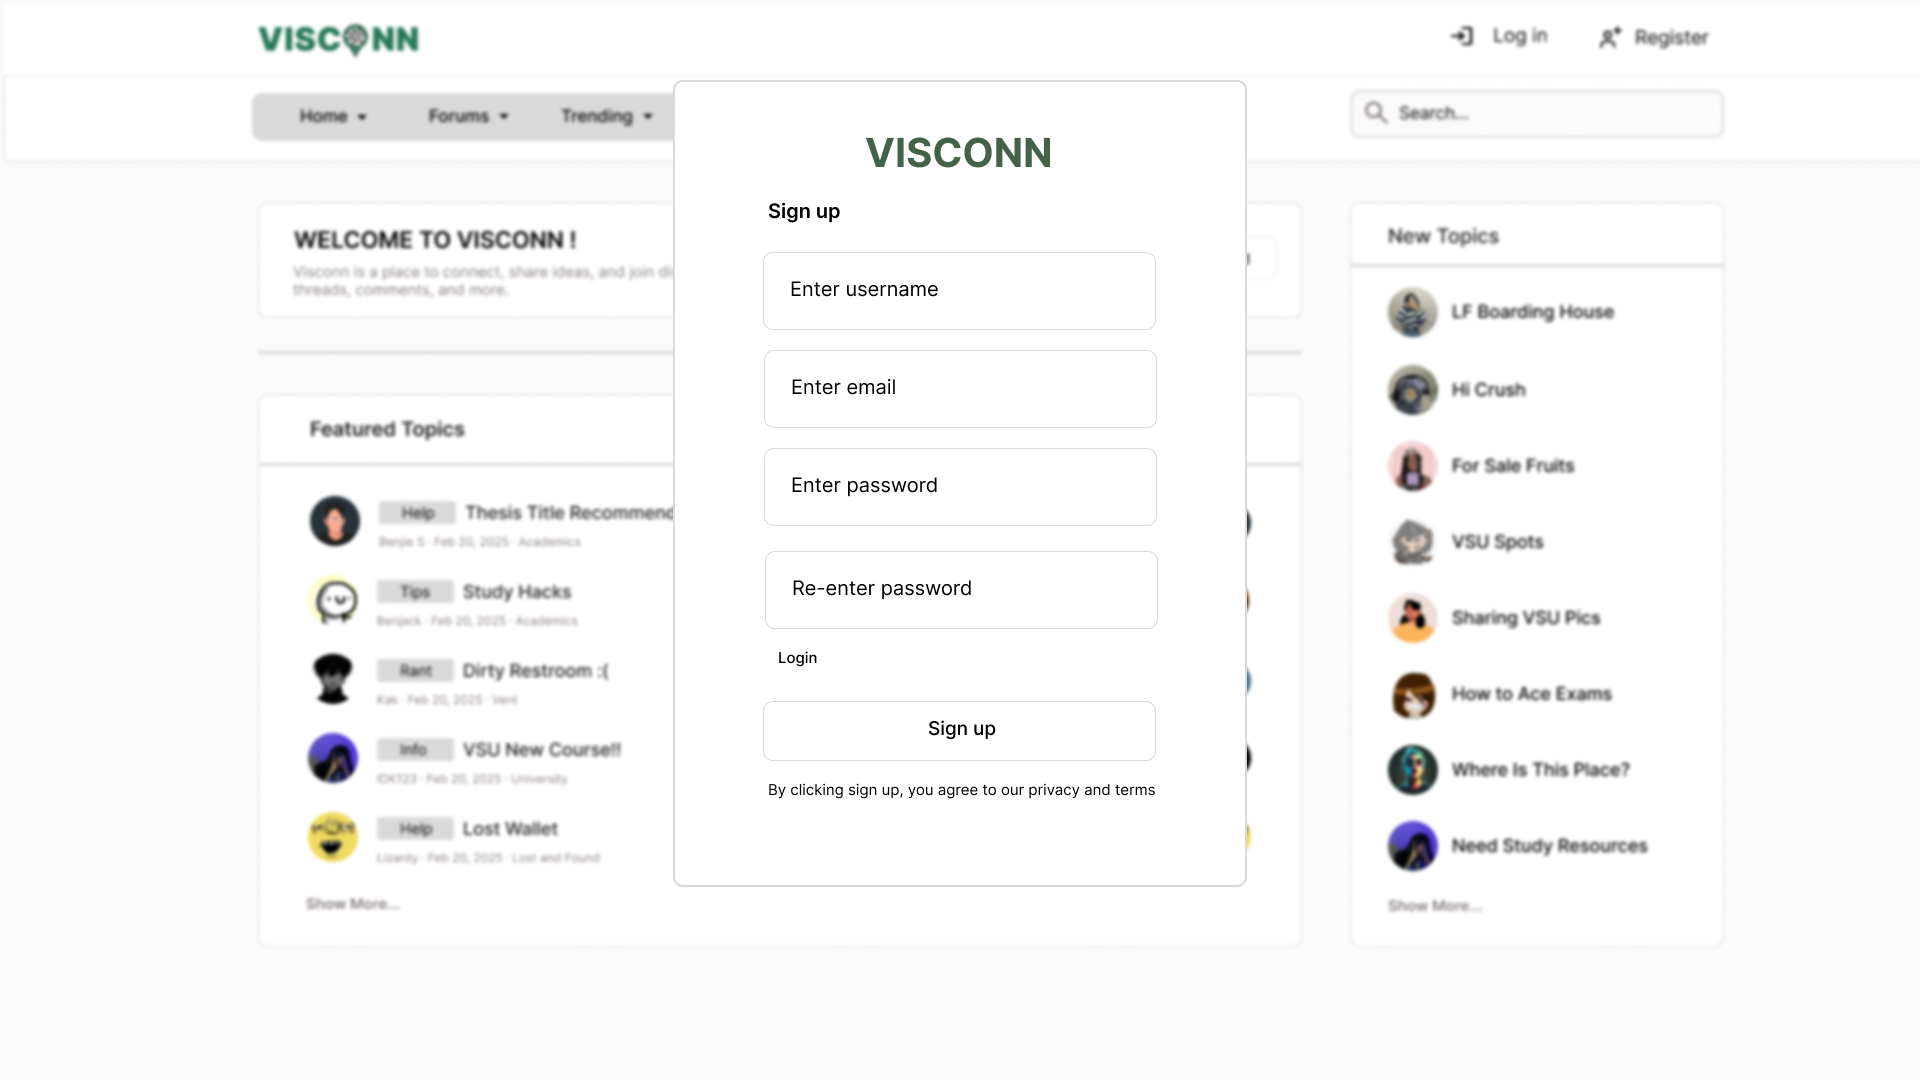 VISCONN
Log in
Register
Home
Forums
Trending
Search...
VISCONN
Sign up
Enter username
Enter email
Enter password
Re-enter password
Login
Sign up
By clicking sign up, you agree to our privacy and terms
WELCOME TO VISCONN !
Visconn is a place to connect, share ideas, and join
threads, comments, and more.
Featured Topics
Help Thesis Title Recommend
Benjie S · Feb 20, 2025 · Academics
Tips Study Hacks
Benjack · Feb 20, 2025 · Academics
Rant Dirty Restroom :(
Kak · Feb 20, 2025 · Vent
Info VSU New Course!!
IDK123 · Feb 20, 2025 · University
Help Lost Wallet
Lizardy · Feb 20, 2025 · Lost and Found
Show More...
New Topics
LF Boarding House
Hi Crush
For Sale Fruits
VSU Spots
Sharing VSU Pics
How to Ace Exams
Where Is This Place?
Need Study Resources
Show More...